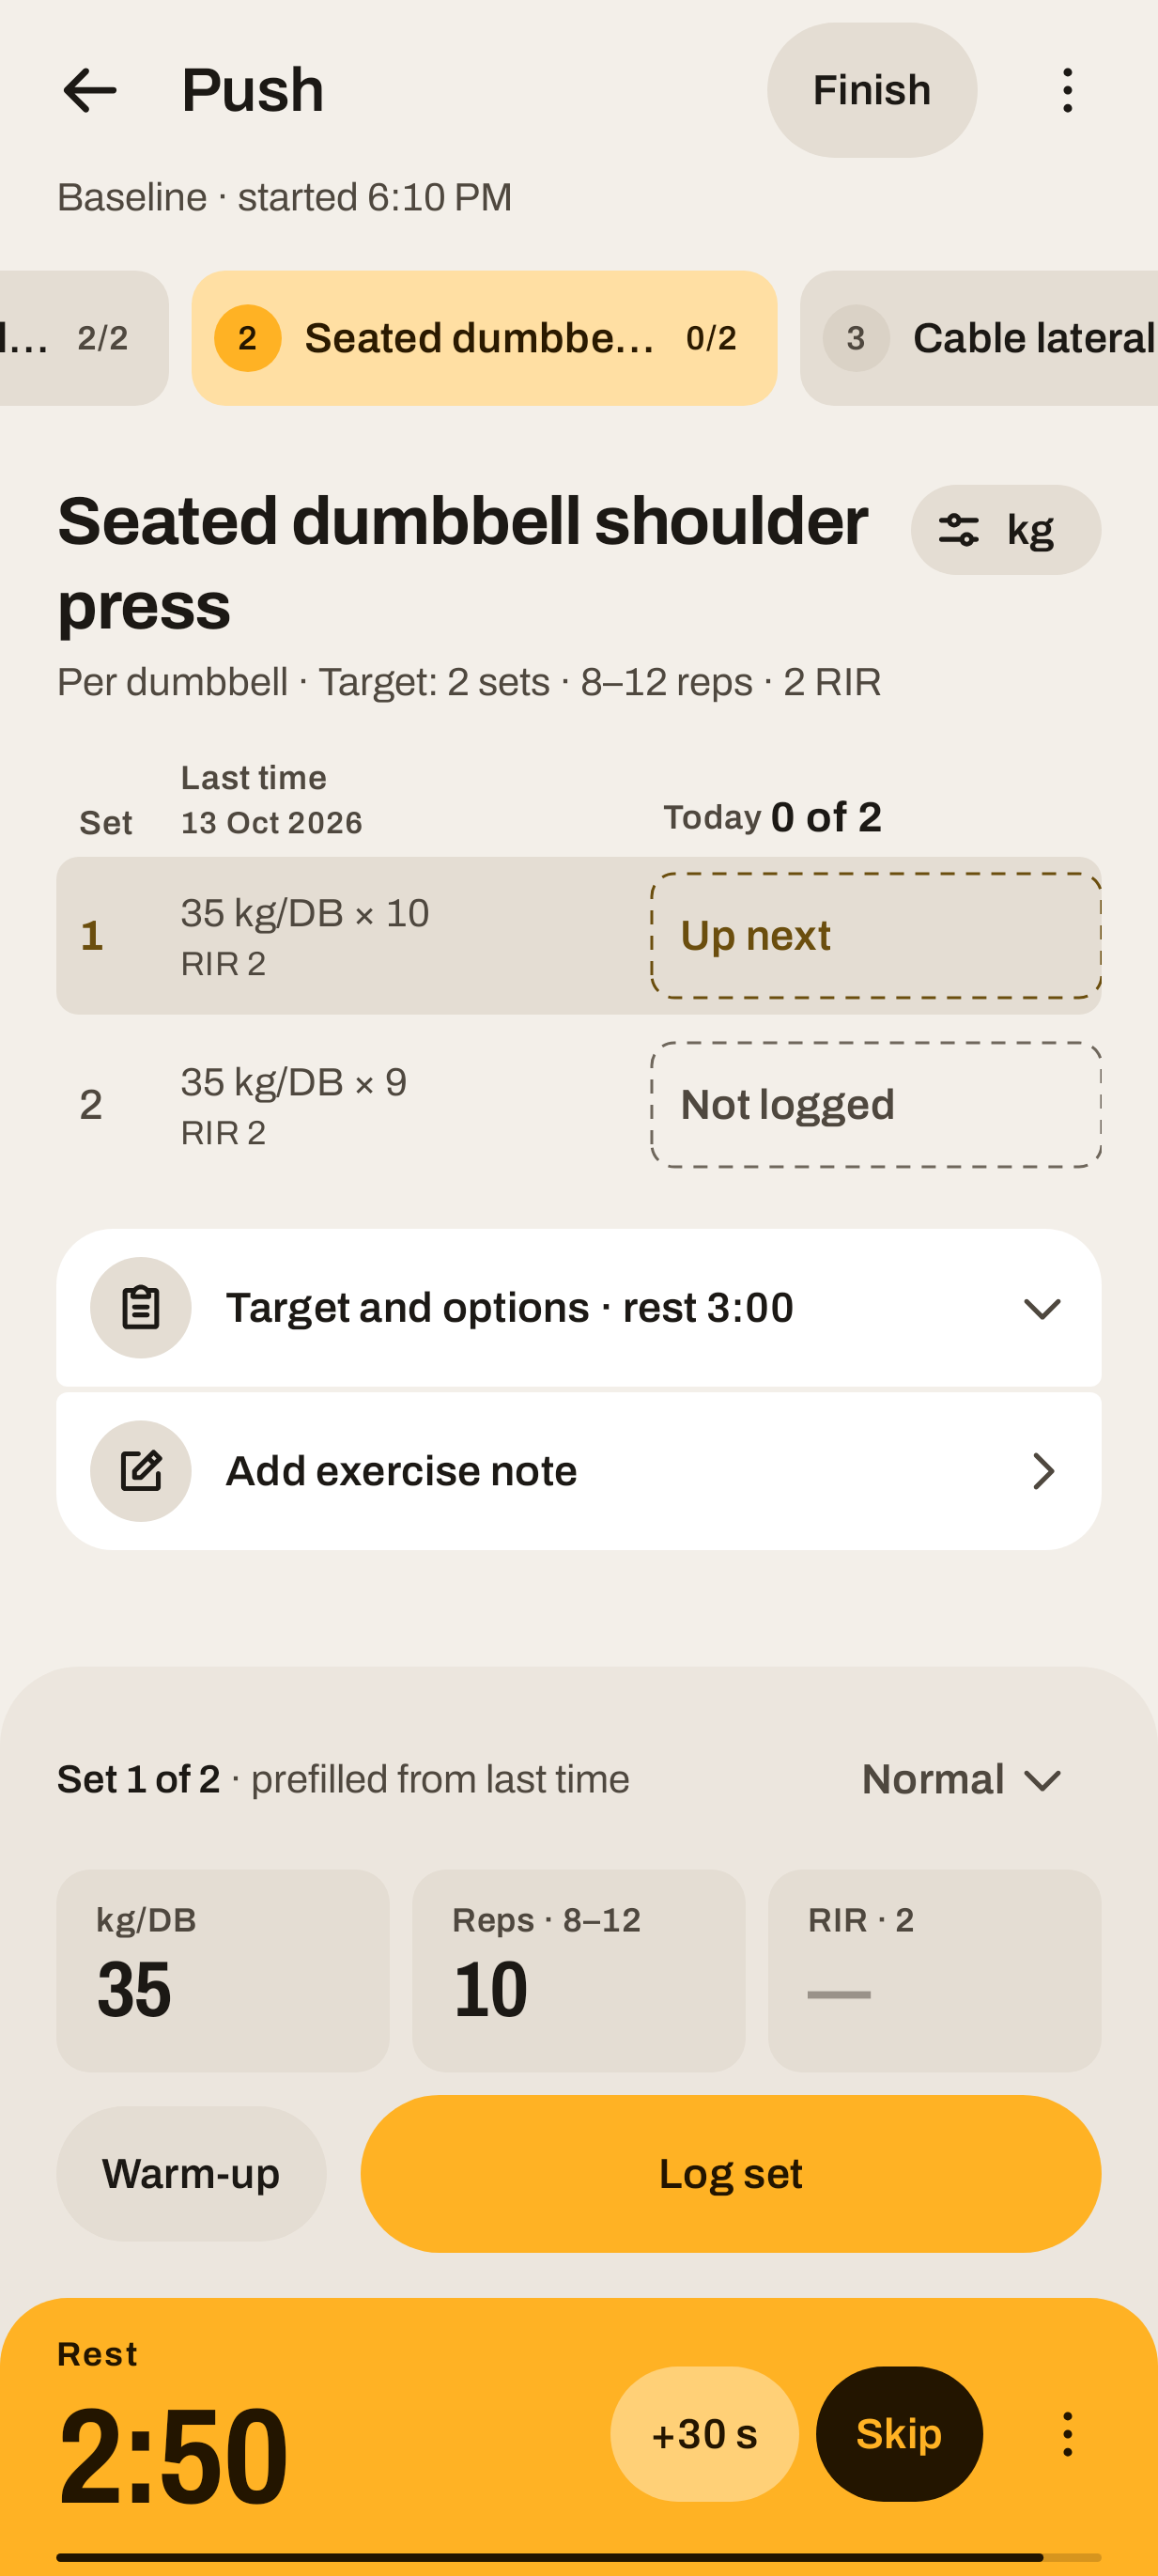 Push
Finish
Baseline · started 6:10 PM
l… 2/2
2 Seated dumbbe… 0/2
3 Cable lateral
Seated dumbbell shoulder
press
kg
Per dumbbell · Target: 2 sets · 8–12 reps · 2 RIR
Set
Last time
13 Oct 2026
Today 0 of 2
1
35 kg/DB × 10
RIR 2
Up next
2
35 kg/DB × 9
RIR 2
Not logged
Target and options · rest 3:00
Add exercise note
Set 1 of 2 · prefilled from last time
Normal
kg/DB
35
Reps · 8–12
10
RIR · 2
—
Warm-up
Log set
Rest
2:50
+30 s
Skip